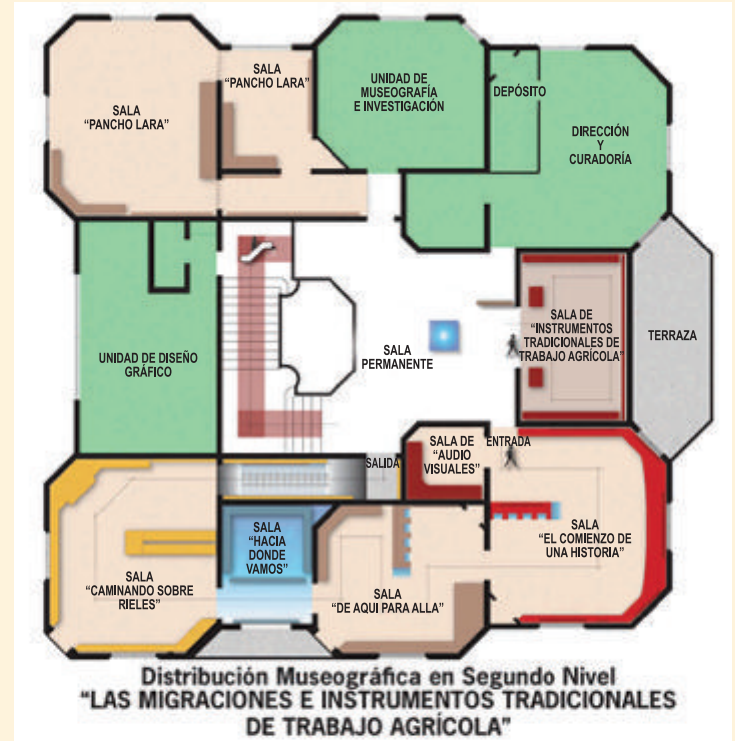 SALA
“PANCHO LARA”
SALA
“PANCHO LARA”
UNIDAD DE
MUSEOGRAFÍA
E INVESTIGACIÓN
DEPÓSITO
DIRECCIÓN
Y
CURADORÍA
UNIDAD DE DISEÑO
GRÁFICO
SALA
PERMANENTE
SALA DE
“INSTRUMENTOS
TRADICIONALES DE
TRABAJO AGRÍCOLA”
TERRAZA
SALIDA
SALA DE
“AUDIO
VISUALES”
ENTRADA
SALA
“CAMINANDO SOBRE
RIELES”
SALA
“HACIA
DONDE
VAMOS”
SALA
“DE AQUI PARA ALLA”
SALA
“EL COMIENZO DE
UNA HISTORIA”
Distribución Museográfica en Segundo Nivel
“LAS MIGRACIONES E INSTRUMENTOS TRADICIONALES
DE TRABAJO AGRÍCOLA”